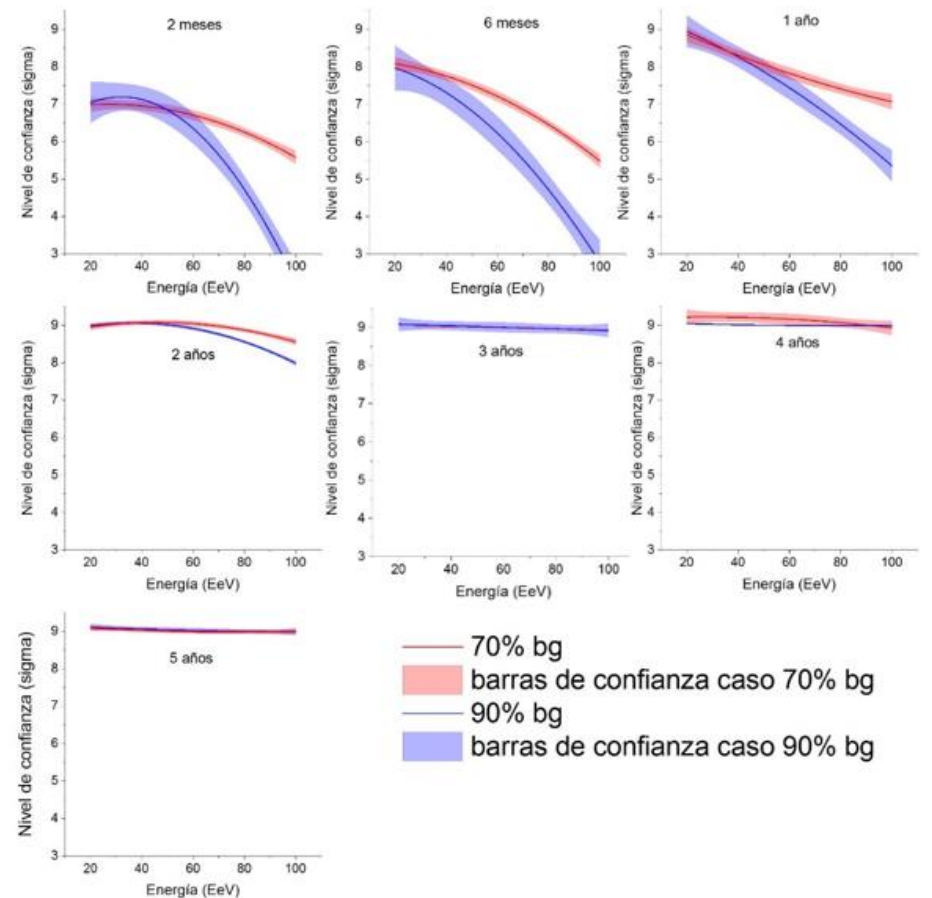 2 meses
Nivel de confianza (sigma)
9
8
7
6
5
4
3
20 40 60 80 100
Energía (EeV)
6 meses
Nivel de confianza (sigma)
9
8
7
6
5
4
3
20 40 60 80 100
Energía (EeV)
1 año
Nivel de confianza (sigma)
9
8
7
6
5
4
3
20 40 60 80 100
Energía (EeV)
2 años
Nivel de confianza (sigma)
9
8
7
6
5
4
3
20 40 60 80 100
Energía (EeV)
3 años
Nivel de confianza (sigma)
9
8
7
6
5
4
3
20 40 60 80 100
Energía (EeV)
4 años
Nivel de confianza (sigma)
9
8
7
6
5
4
3
20 40 60 80 100
Energía (EeV)
5 años
Nivel de confianza (sigma)
9
8
7
6
5
4
3
20 40 60 80 100
Energía (EeV)
70% bg
barras de confianza caso 70% bg
90% bg
barras de confianza caso 90% bg